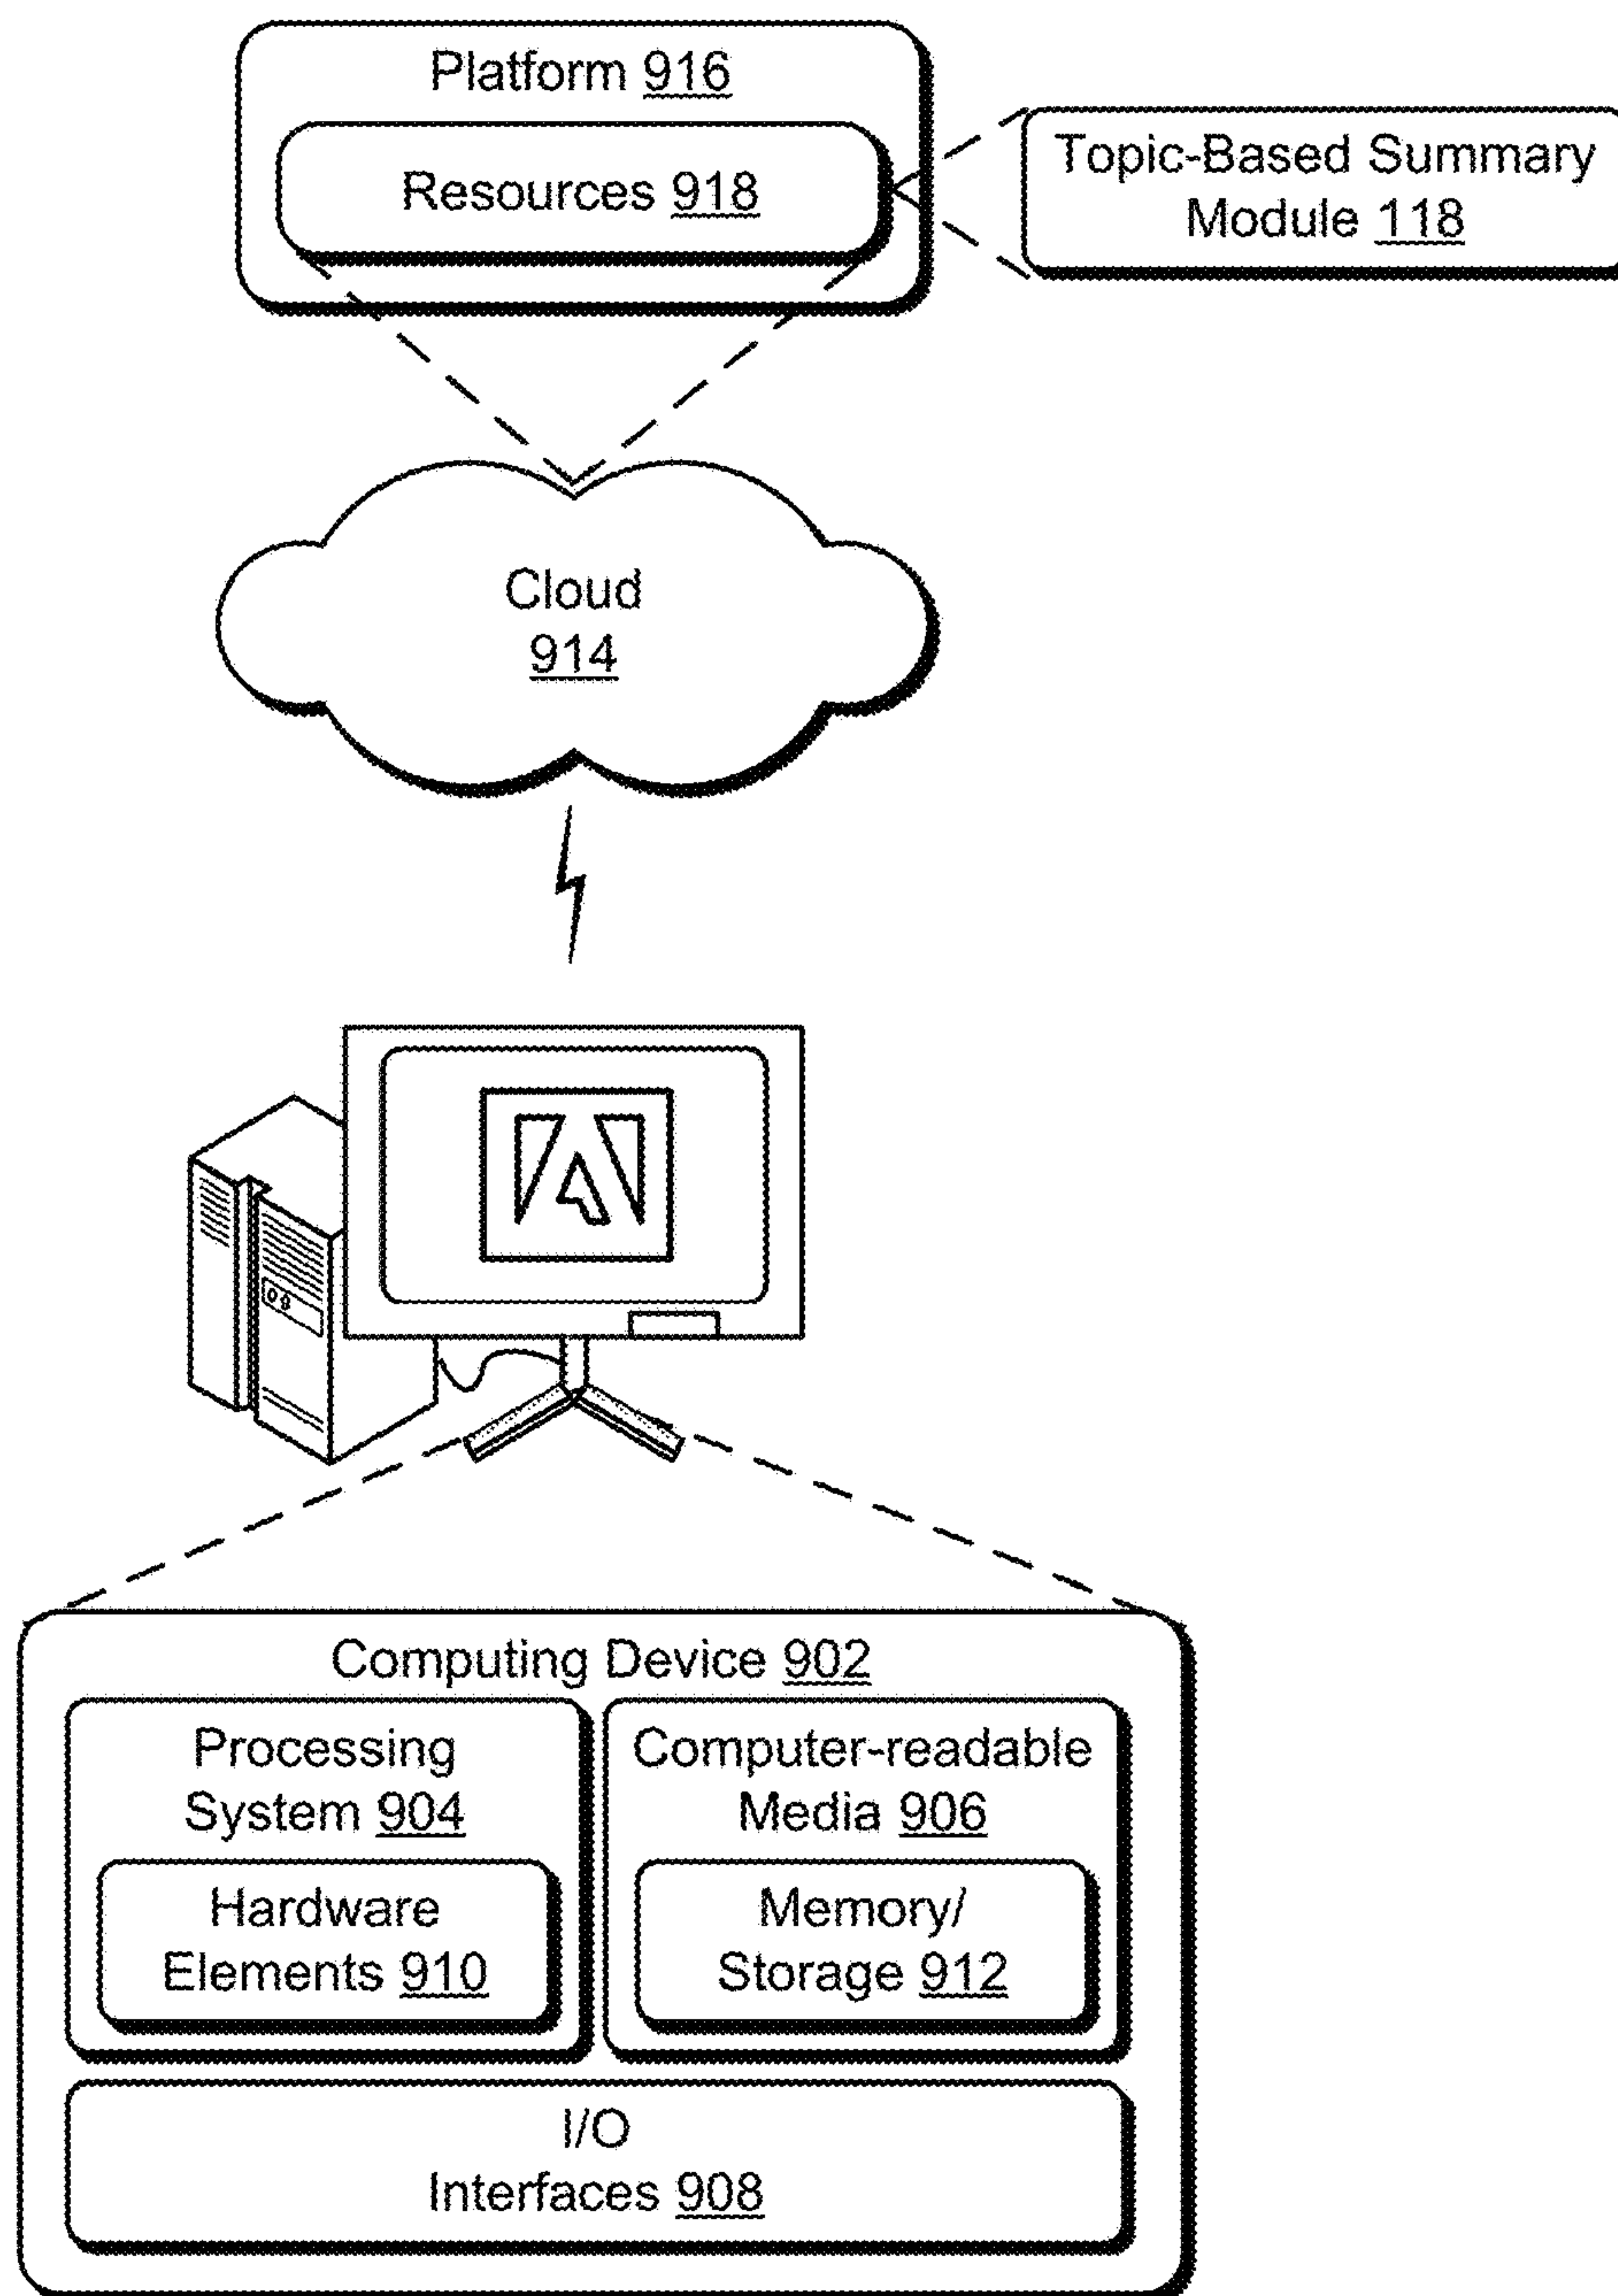 Platform 916
Resources 918
Topic-Based Summary
Module 118
Cloud
914
Computing Device 902
Processing
System 904
Hardware
Elements 910
Computer-readable
Media 906
Memory/
Storage 912
I/O
Interfaces 908